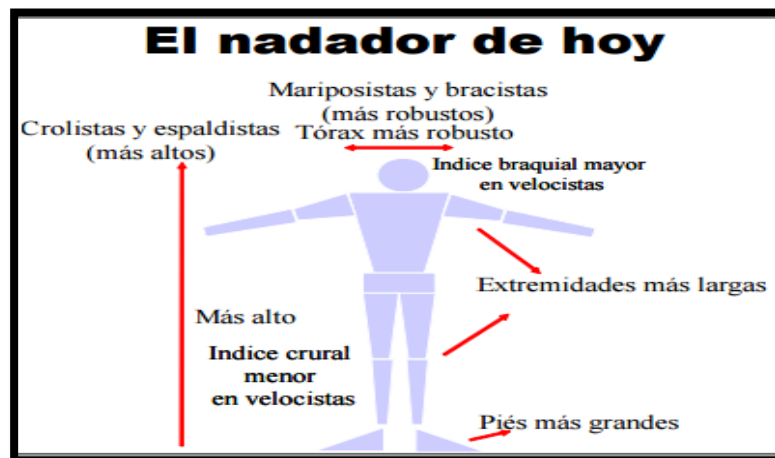 El nadador de hoy
Mariposistas y bracistas
(más robustos)
Tórax más robusto
Crolistas y espaldistas
(más altos)
Indice braquial mayor
en velocistas
Extremidades más largas
Más alto
Indice crural
menor
en velocistas
Piés más grandes